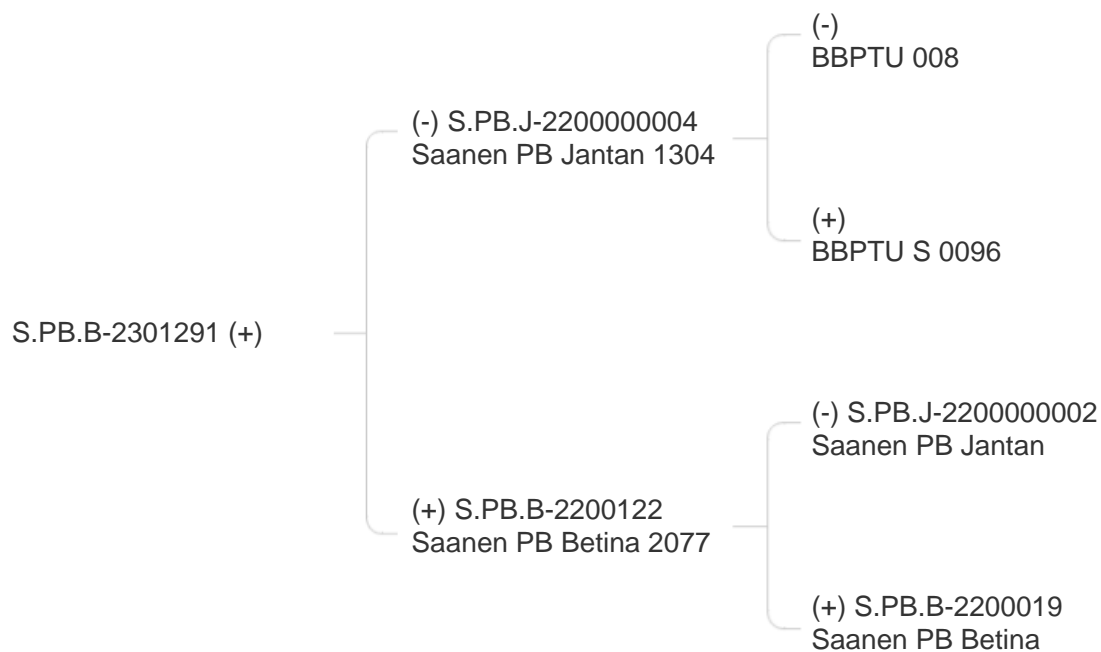 (-)
BBPTU 008
(-) S.PB.J-2200000004
Saanen PB Jantan 1304
(+)
BBPTU S 0096
S.PB.B-2301291 (+)
(-) S.PB.J-2200000002
Saanen PB Jantan
(+) S.PB.B-2200122
Saanen PB Betina 2077
(+) S.PB.B-2200019
Saanen PB Betina